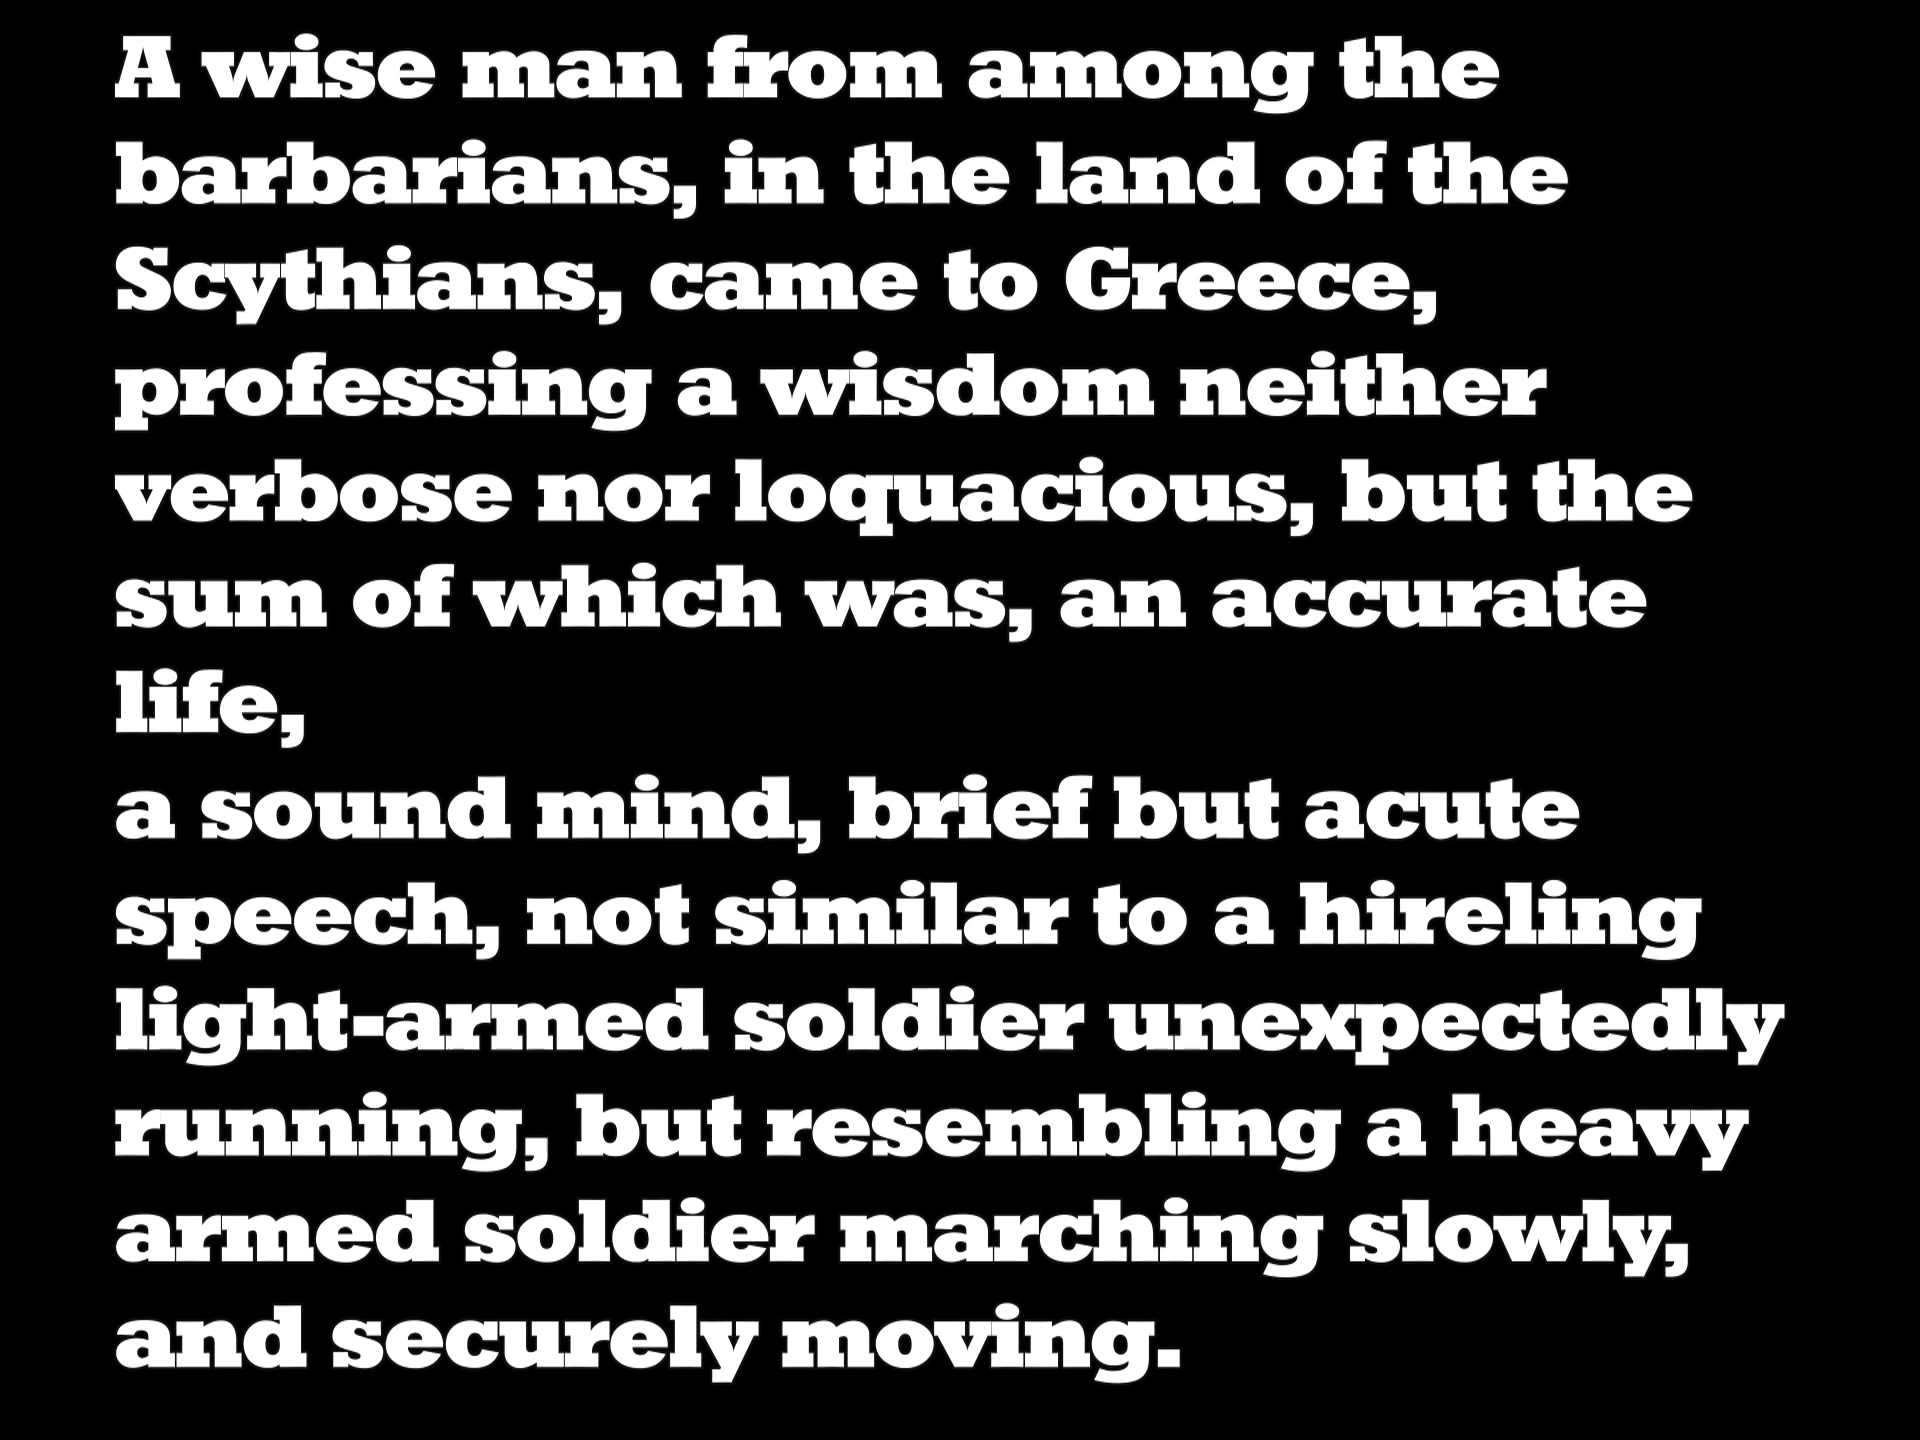 A wise man from among the
barbarians, in the land of the
Scythians, came to Greece,
professing a wisdom neither
verbose nor loquacious, but the
sum of which was, an accurate
life,
a sound mind, brief but acute
speech, not similar to a hireling
light-armed soldier unexpectedly
running, but resembling a heavy
armed soldier marching slowly,
and securely moving.